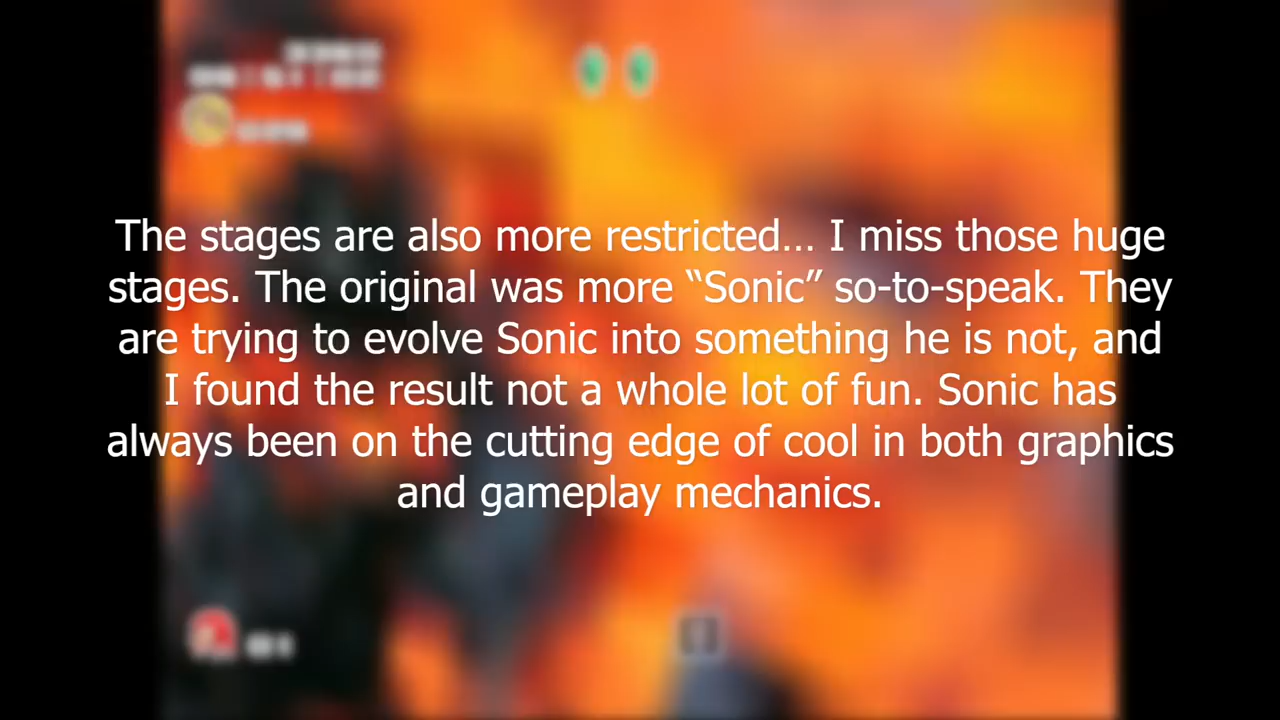 The stages are also more restricted... I miss those huge
stages. The original was more “Sonic” so-to-speak. They
are trying to evolve Sonic into something he is not, and
I found the result not a whole lot of fun. Sonic has
always been on the cutting edge of cool in both graphics
and gameplay mechanics.